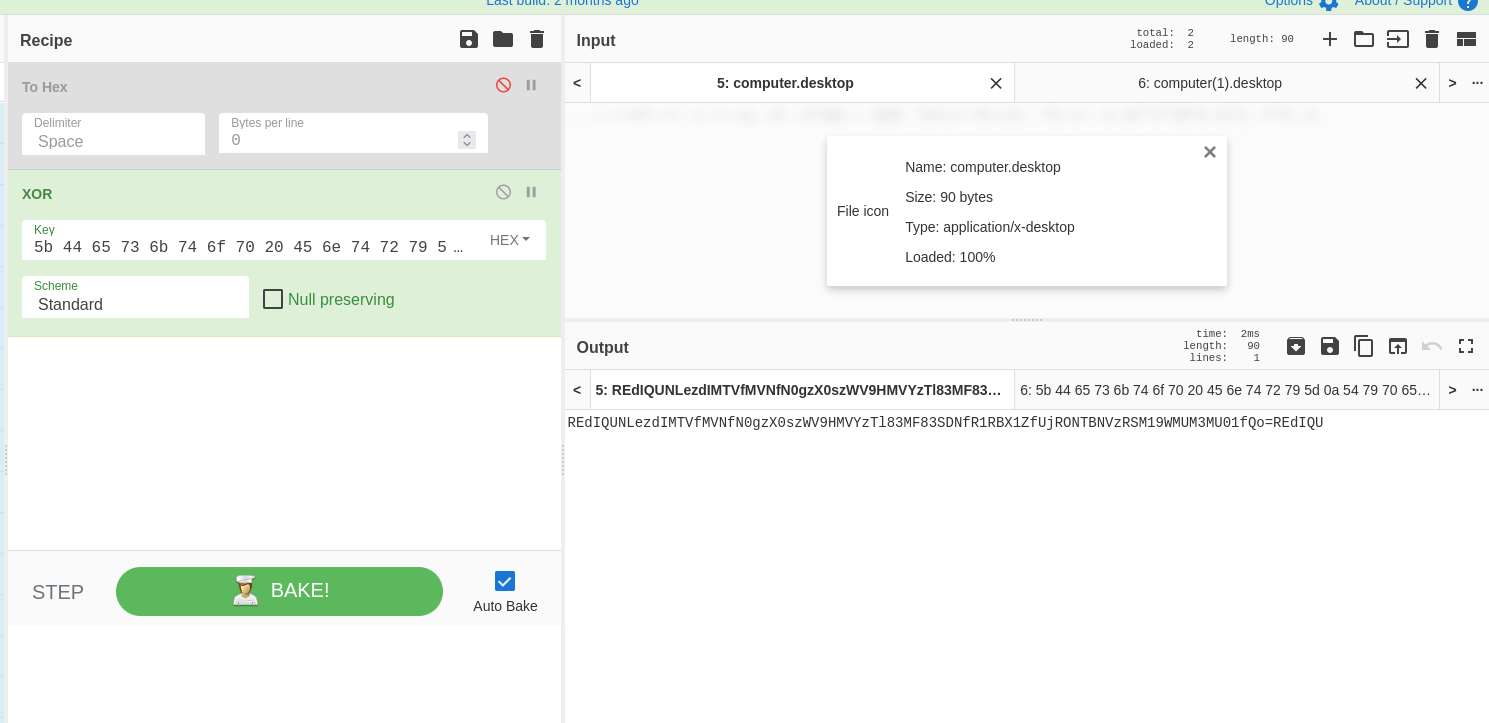 Last build: 2 months ago
Options
About / Support ?
Recipe
To Hex
Delimiter
Space
Bytes per line
0
XOR
Key
5b 44 65 73 6b 74 6f 70 20 45 6e 74 72 79 5 …
HEX
Scheme
Standard
Null preserving
STEP
BAKE!
Auto Bake
Input
total: 2
loaded: 2
length: 90
< 5: computer.desktop
6: computer(1).desktop
> ...
File icon
Name: computer.desktop
Size: 90 bytes
Type: application/x-desktop
Loaded: 100%
Output
time: 2ms
length: 90
lines: 1
< 5: REdIQUNLezdIMTVfMVNfN0gzX0szWV9HMVYzTl83MF83…
6: 5b 44 65 73 6b 74 6f 70 20 45 6e 74 72 79 5d 0a 54 79 70 65…
> ...
REdIQUNLezdIMTVfMVNfN0gzX0szWV9HMVYzTl83MF83SDNfR1RBX1ZfUjRONTBNVzRSM19WMUM3MU01fQo=REdIQU